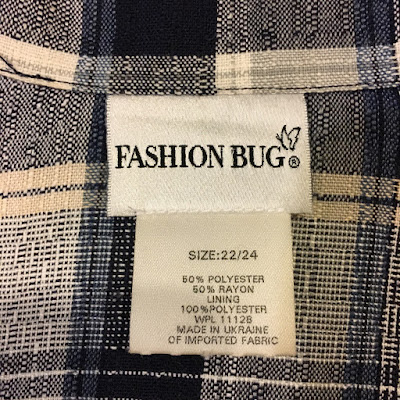 FASHION BUG®
SIZE:22/24
50% POLYESTER
50% RAYON
LINING
100%POLYESTER
WPL 11128
MADE IN UKRAINE
OF IMPORTED FABRIC